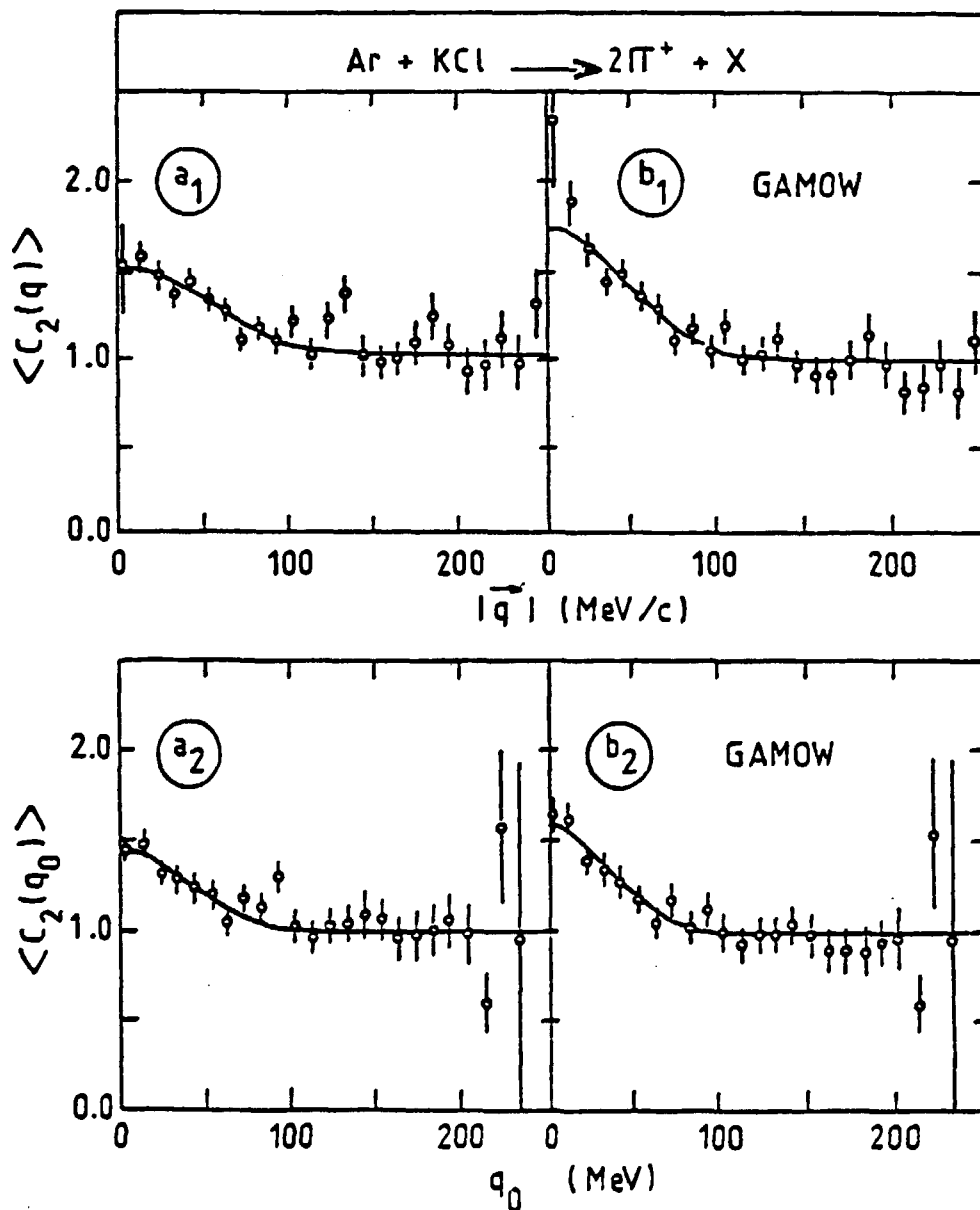 Ar + KCl ⟶ 2Π⁺ + X
a₁
b₁ GAMOW
<C₂(q)>
2.0
1.0
0.0
0 100 200 0 100 200
|q⃗| (MeV/c)
a₂
b₂ GAMOW
<C₂(q₀)>
2.0
1.0
0.0
0 100 200 0 100 200
q₀ (MeV)